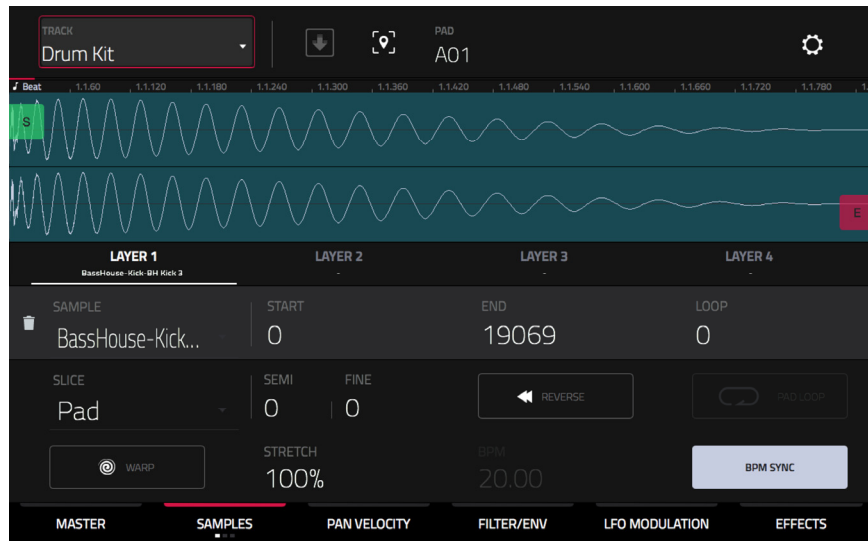 TRACK
Drum Kit
PAD
A01
Beat 1.1.60 1.1.120 1.1.180 1.1.240 1.1.300 1.1.360 1.1.420 1.1.480 1.1.540 1.1.600 1.1.660 1.1.720 1.1.780 1.
S
E
LAYER 1 LAYER 2 LAYER 3 LAYER 4
BassHouse-Kick-BH Kick 3 - - -
SAMPLE START END LOOP
BassHouse-Kick... 0 19069 0
SLICE SEMI FINE
Pad 0 0
REVERSE PAD LOOP
WARP
STRETCH BPM
100% 20.00
BPM SYNC
MASTER SAMPLES PAN VELOCITY FILTER/ENV LFO MODULATION EFFECTS